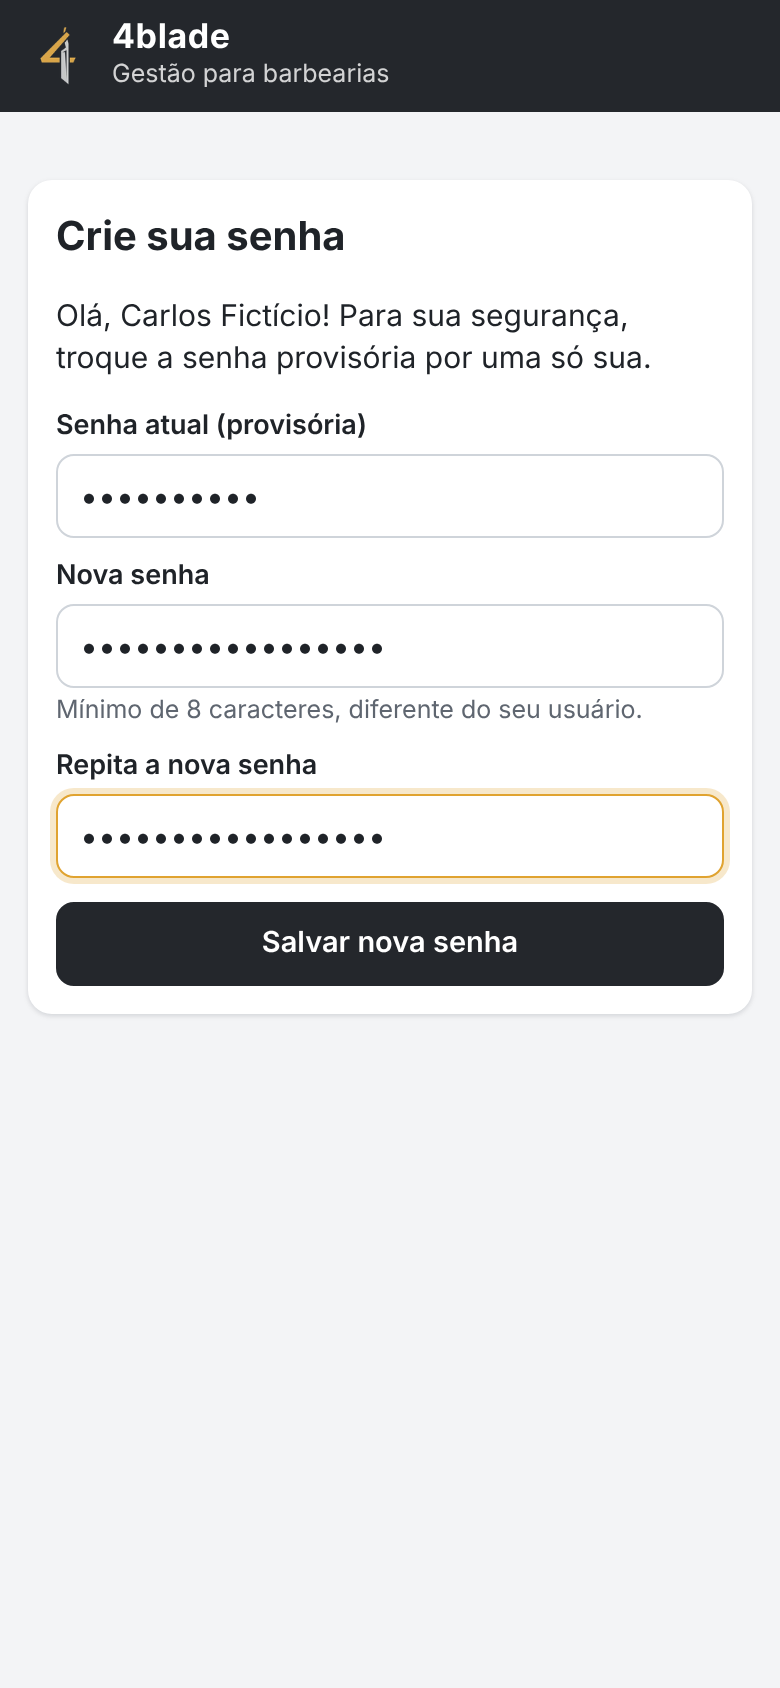 4blade
Gestão para barbearias
Crie sua senha
Olá, Carlos Fictício! Para sua segurança,
troque a senha provisória por uma só sua.
Senha atual (provisória)
••••••••••
Nova senha
•••••••••••••••••
Mínimo de 8 caracteres, diferente do seu usuário.
Repita a nova senha
•••••••••••••••••
Salvar nova senha